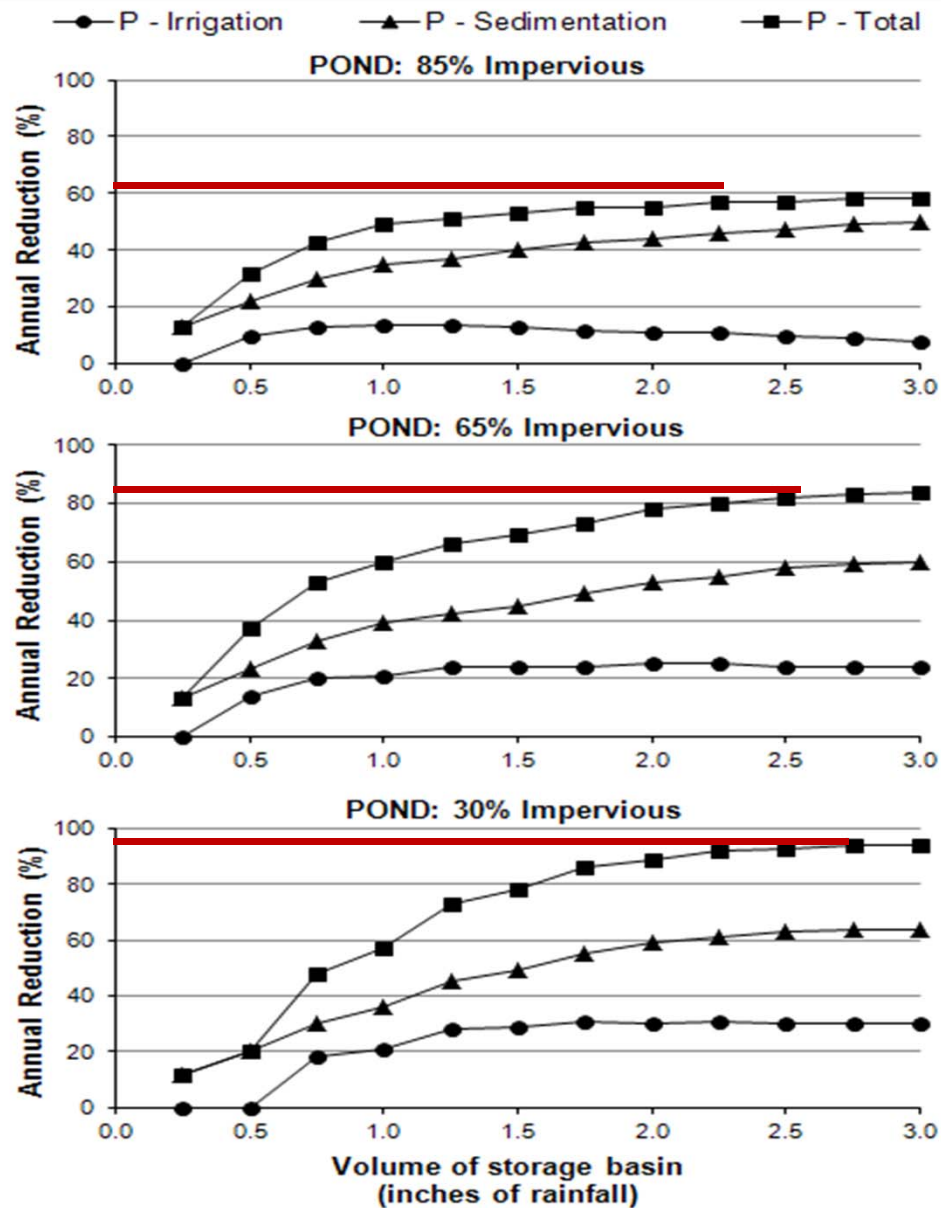 P - Irrigation P - Sedimentation P - Total
POND: 85% Impervious
Annual Reduction (%)
100
80
60
40
20
0
0.0 0.5 1.0 1.5 2.0 2.5 3.0
POND: 65% Impervious
Annual Reduction (%)
100
80
60
40
20
0
0.0 0.5 1.0 1.5 2.0 2.5 3.0
POND: 30% Impervious
Annual Reduction (%)
100
80
60
40
20
0
0.0 0.5 1.0 1.5 2.0 2.5 3.0
Volume of storage basin
(inches of rainfall)